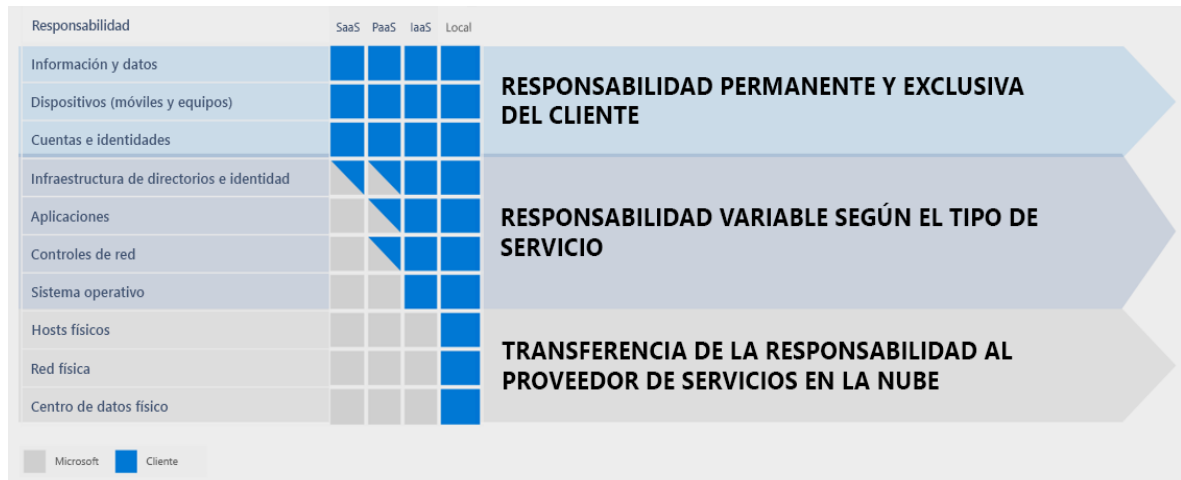 Responsabilidad SaaS PaaS IaaS Local
Información y datos
Dispositivos (móviles y equipos)
Cuentas e identidades
RESPONSABILIDAD PERMANENTE Y EXCLUSIVA
DEL CLIENTE
Infraestructura de directorios e identidad
Aplicaciones
Controles de red
Sistema operativo
RESPONSABILIDAD VARIABLE SEGÚN EL TIPO DE
SERVICIO
Hosts físicos
Red física
Centro de datos físico
TRANSFERENCIA DE LA RESPONSABILIDAD AL
PROVEEDOR DE SERVICIOS EN LA NUBE
Microsoft Cliente